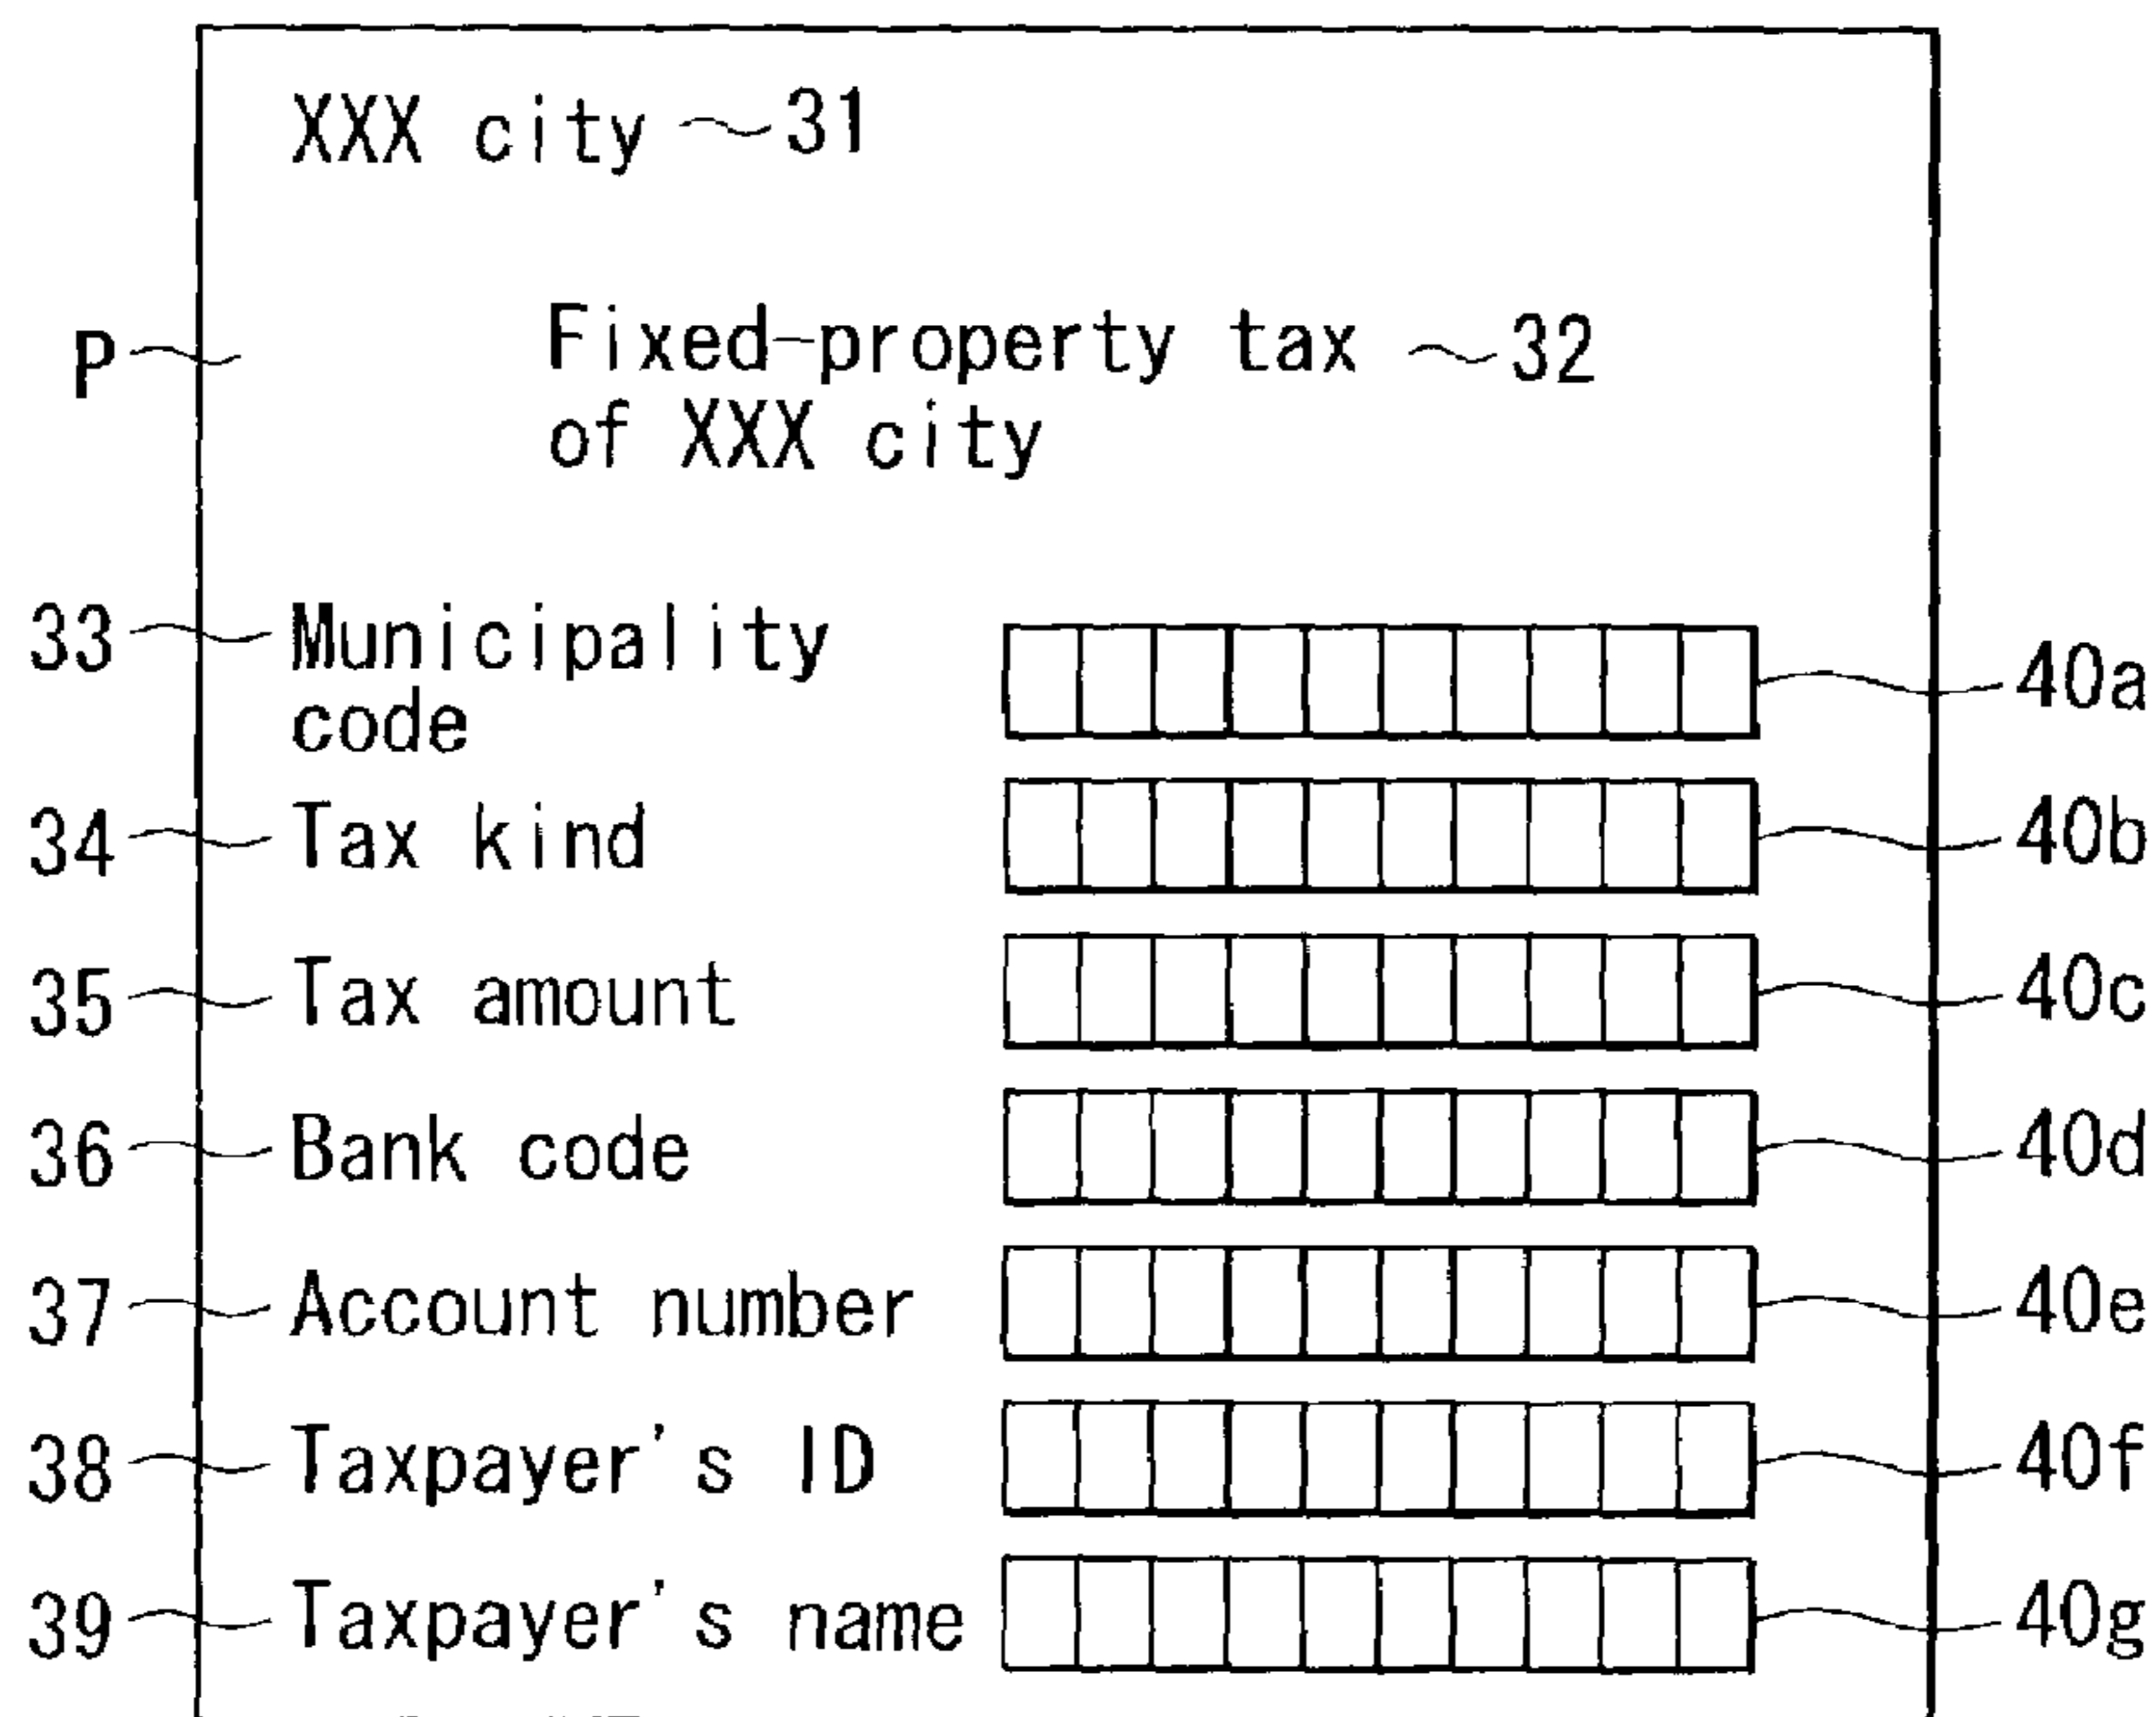 XXX city 31
P
Fixed-property tax 32
of XXX city
33 Municipality
code
40a
34 Tax kind 40b
35 Tax amount 40c
36 Bank code 40d
37 Account number 40e
38 Taxpayer's ID 40f
39 Taxpayer's name 40g